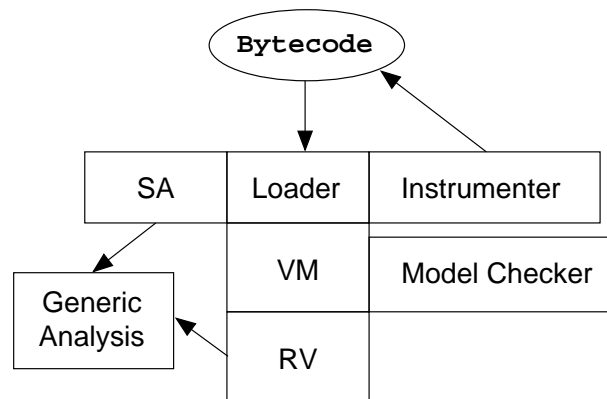 Bytecode
SA
Loader
Instrumenter
VM
Model Checker
Generic
Analysis
RV